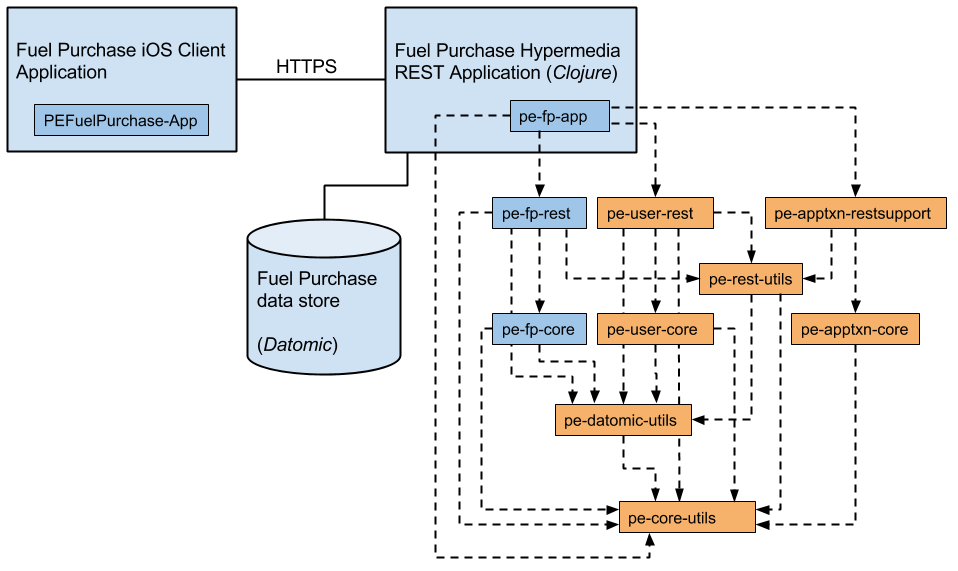 Fuel Purchase iOS Client
Application
PEFuelPurchase-App
HTTPS
Fuel Purchase Hypermedia
REST Application (Clojure)
pe-fp-app
pe-fp-rest
pe-user-rest
pe-apptxn-restsupport
Fuel Purchase
data store
(Datomic)
pe-rest-utils
pe-fp-core
pe-user-core
pe-apptxn-core
pe-datomic-utils
pe-core-utils